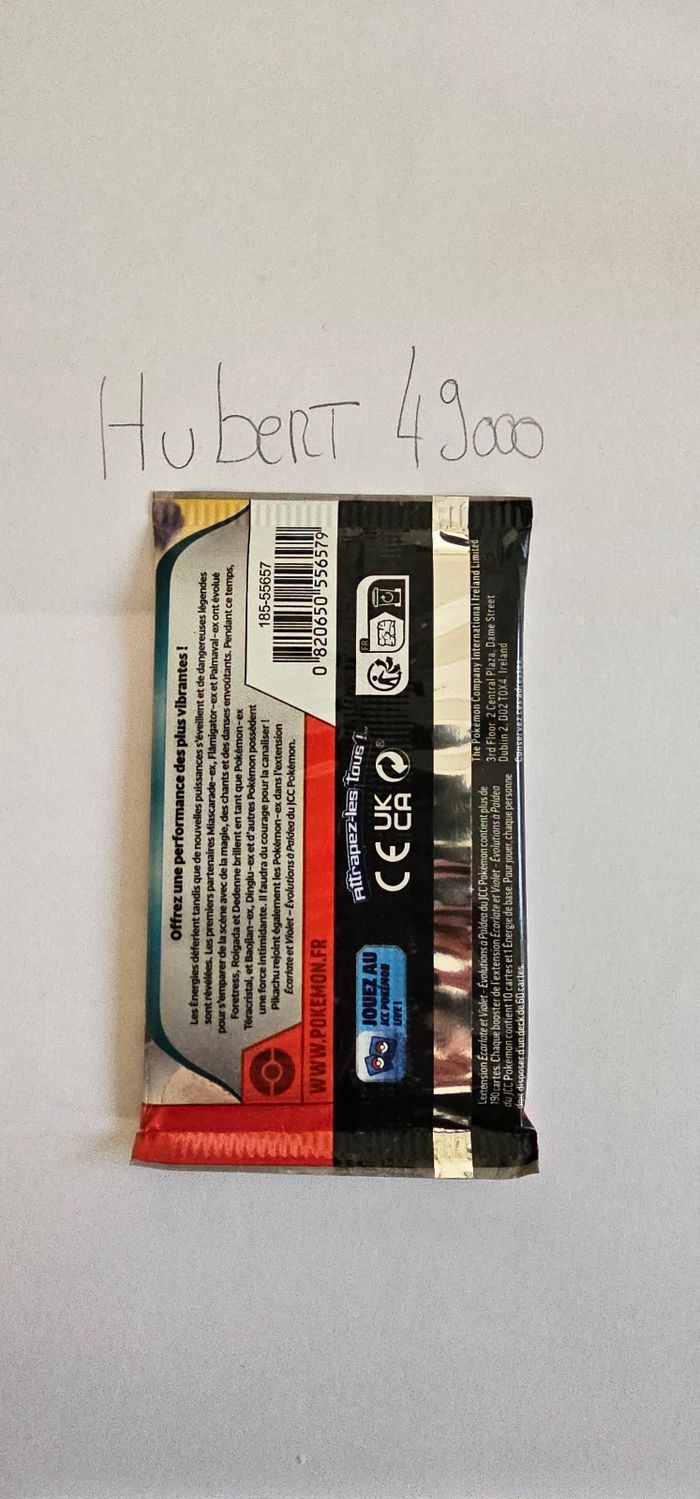 Hubert 49000
Offrez une performance des plus vibrantes !
Les Énergies déferlent tandis que de nouvelles puissances s'éveillent et de dangereuses légendes
sont révélées. Les premiers partenaires Miascarade-ex, Flâmigator-ex et Palmaval-ex ont évolué
pour s'emparer de la scène avec de la magie, des chants et des danses envoûtants. Pendant ce temps,
Foretress, Roigada et Dedenne brillent en tant que Pokémon-ex
Téracristal, et Baojian-ex, Dinglu-ex et d'autres Pokémon possèdent
une force intimidante. Il faudra du courage pour la canaliser !
Pikachu rejoint également les Pokémon-ex dans l'extension
Écarlate et Violet – Évolutions à Paldea du JCC Pokémon.
185-55657
0 820650 556579
WWW.POKEMON.FR
JOUEZ AU
JCC POKÉMON
LIVE !
Attrapez-les Tous !™
CE UK
CA
®
FR
L'extension Écarlate et Violet – Évolutions à Paldea du JCC Pokémon contient plus de
190 cartes. Chaque booster de l'extension Écarlate et Violet – Évolutions à Paldea
du JCC Pokémon contient 10 cartes et 1 Énergie de base. Pour jouer, chaque personne
doit disposer d'un deck de 60 cartes.
The Pokémon Company International Ireland Limited
3rd Floor, 2 Central Plaza, Dame Street
Dublin 2, D02 T0X4, Ireland
Conservez ces adresses.